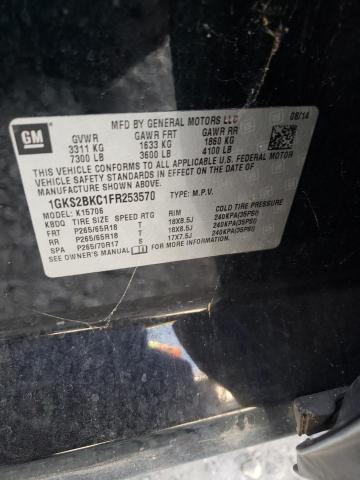 GM
MFD BY GENERAL MOTORS LLC
08/14
GVWR GAWR FRT GAWR RR
3311 KG 1633 KG 1860 KG
7300 LB 3600 LB 4100 LB
THIS VEHICLE CONFORMS TO ALL APPLICABLE U.S. FEDERAL MOTOR
VEHICLE SAFETY STANDARDS IN EFFECT ON THE DATE OF
MANUFACTURE SHOWN ABOVE.
1GKS2BKC1FR253570 TYPE: M.P.V.
MODEL: K15706
K8DQ TIRE SIZE SPEED RTG RIM COLD TIRE PRESSURE
FRT P265/65R18 T 18X8.5J 240KPA(35PSI)
RR P265/65R18 T 18X8.5J 240KPA(35PSI)
SPA P265/70R17 S 17X7.5J 240KPA(35PSI)
SEE OWNER'S MANUAL FOR MORE INFORMATION.